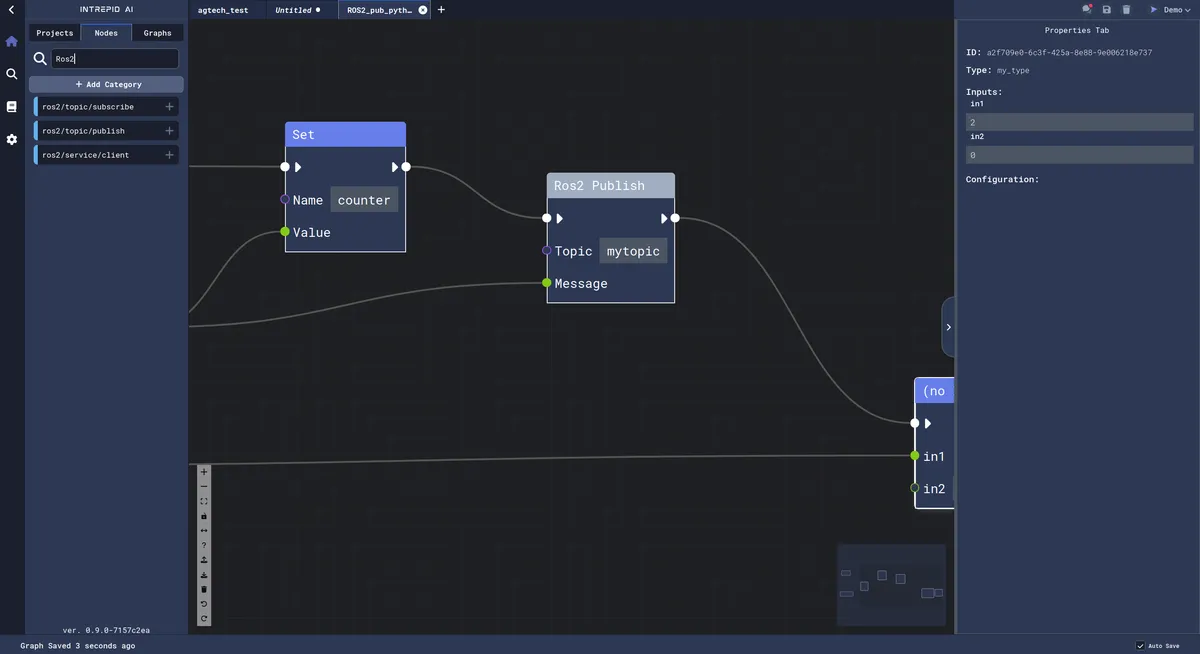 INTREPID AI
agtech_test
Untitled
ROS2_pub_pyth…
Demo
Projects
Nodes
Graphs
Ros2
+ Add Category
ros2/topic/subscribe
ros2/topic/publish
ros2/service/client
Set
Name counter
Value
Ros2 Publish
Topic mytopic
Message
(no
in1
in2
?
Properties Tab
ID: a2f709e0-6c3f-425a-8e88-9e006218e737
Type: my_type
Inputs:
in1
2
in2
0
Configuration:
ver. 0.9.0-7157c2ea
Graph Saved 3 seconds ago
Auto Save